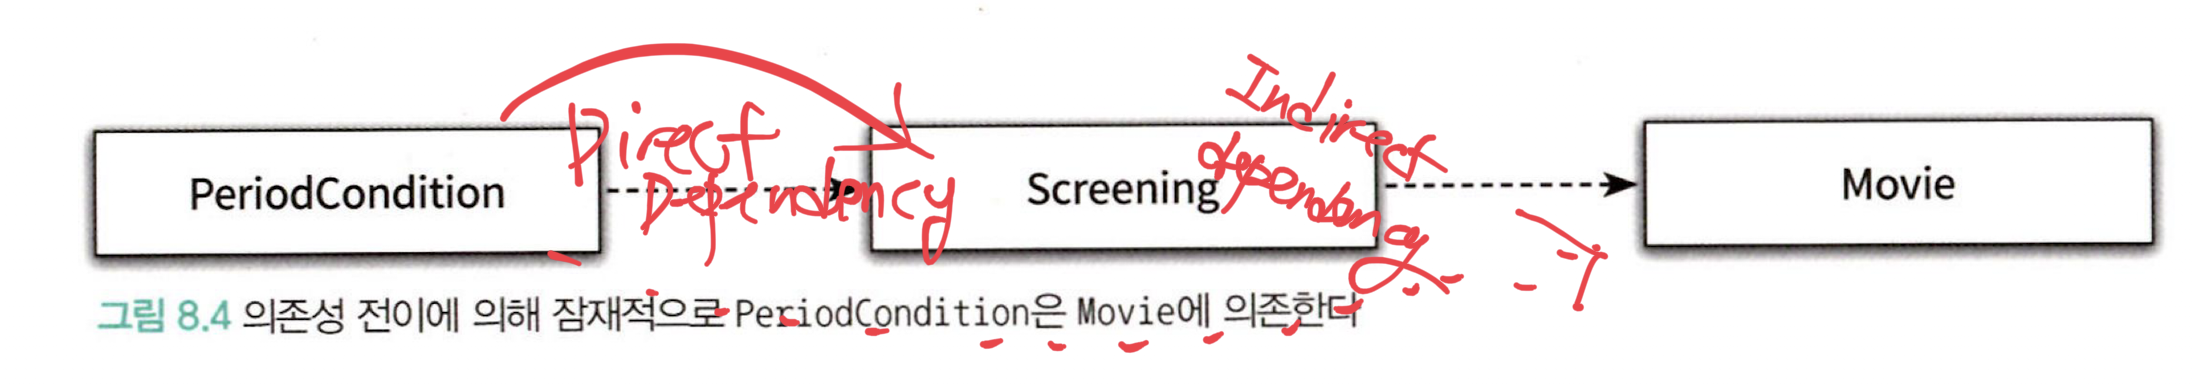 Indirect
Direct
dependency
Dependency
PeriodCondition
Screening
Movie
그림 8.4 의존성 전이에 의해 잠재적으로 PeriodCondition은 Movie에 의존한다